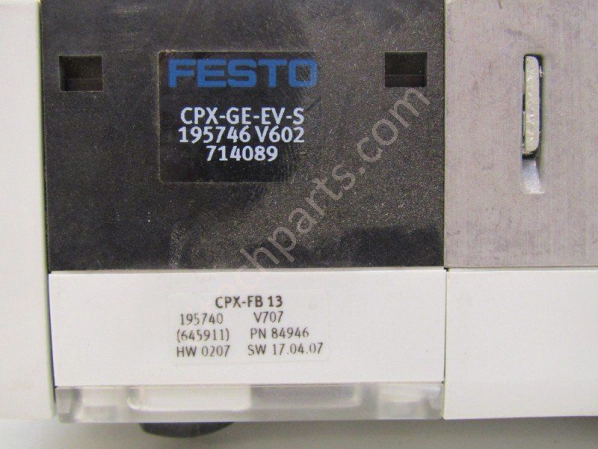 FESTO
CPX-GE-EV-S
195746 V602
714089
CPX-FB 13
195740 V707
(645911) PN 84946
HW 0207 SW 17.04.07